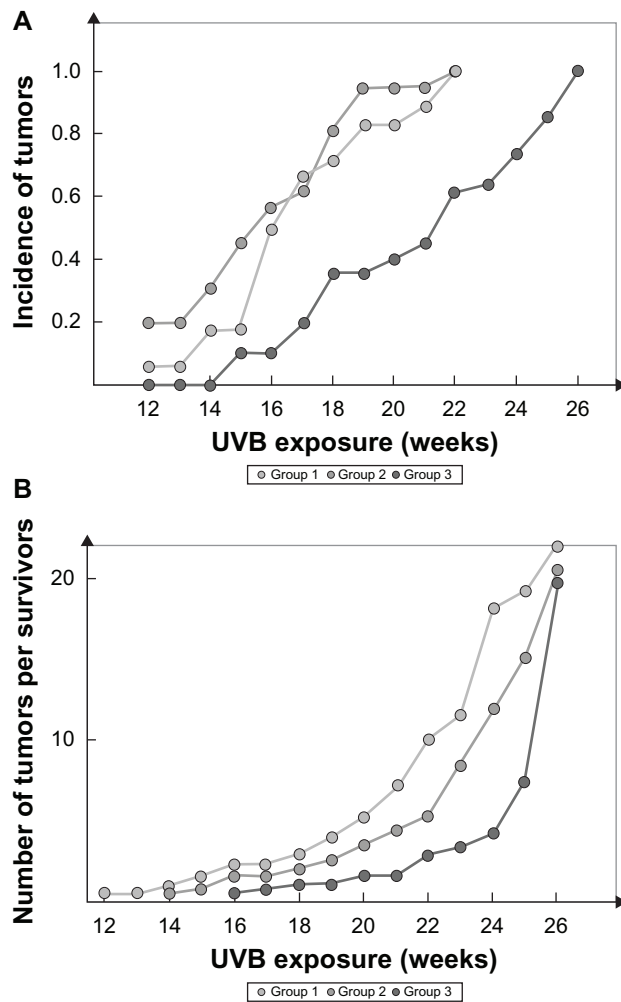 A
Incidence of tumors
1.0
0.8
0.6
0.4
0.2
12 14 16 18 20 22 24 26
UVB exposure (weeks)
Group 1 Group 2 Group 3
B
Number of tumors per survivors
20
10
12 14 16 18 20 22 24 26
UVB exposure (weeks)
Group 1 Group 2 Group 3